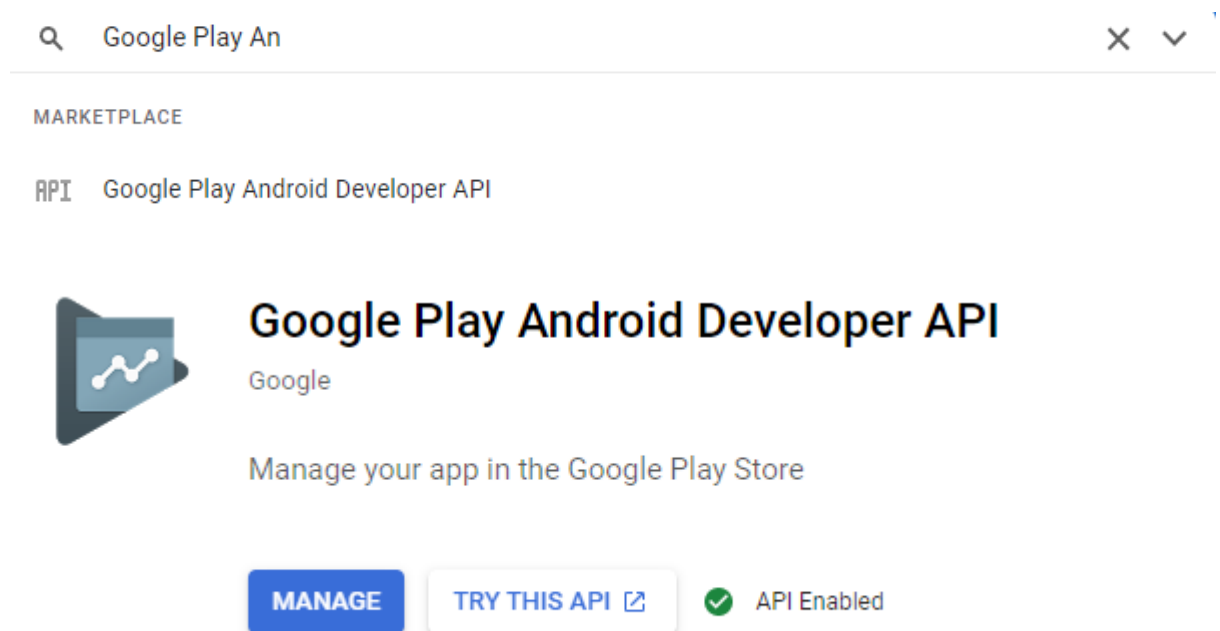 Google Play An
MARKETPLACE
API Google Play Android Developer API
Google Play Android Developer API
Google
Manage your app in the Google Play Store
MANAGE TRY THIS API API Enabled